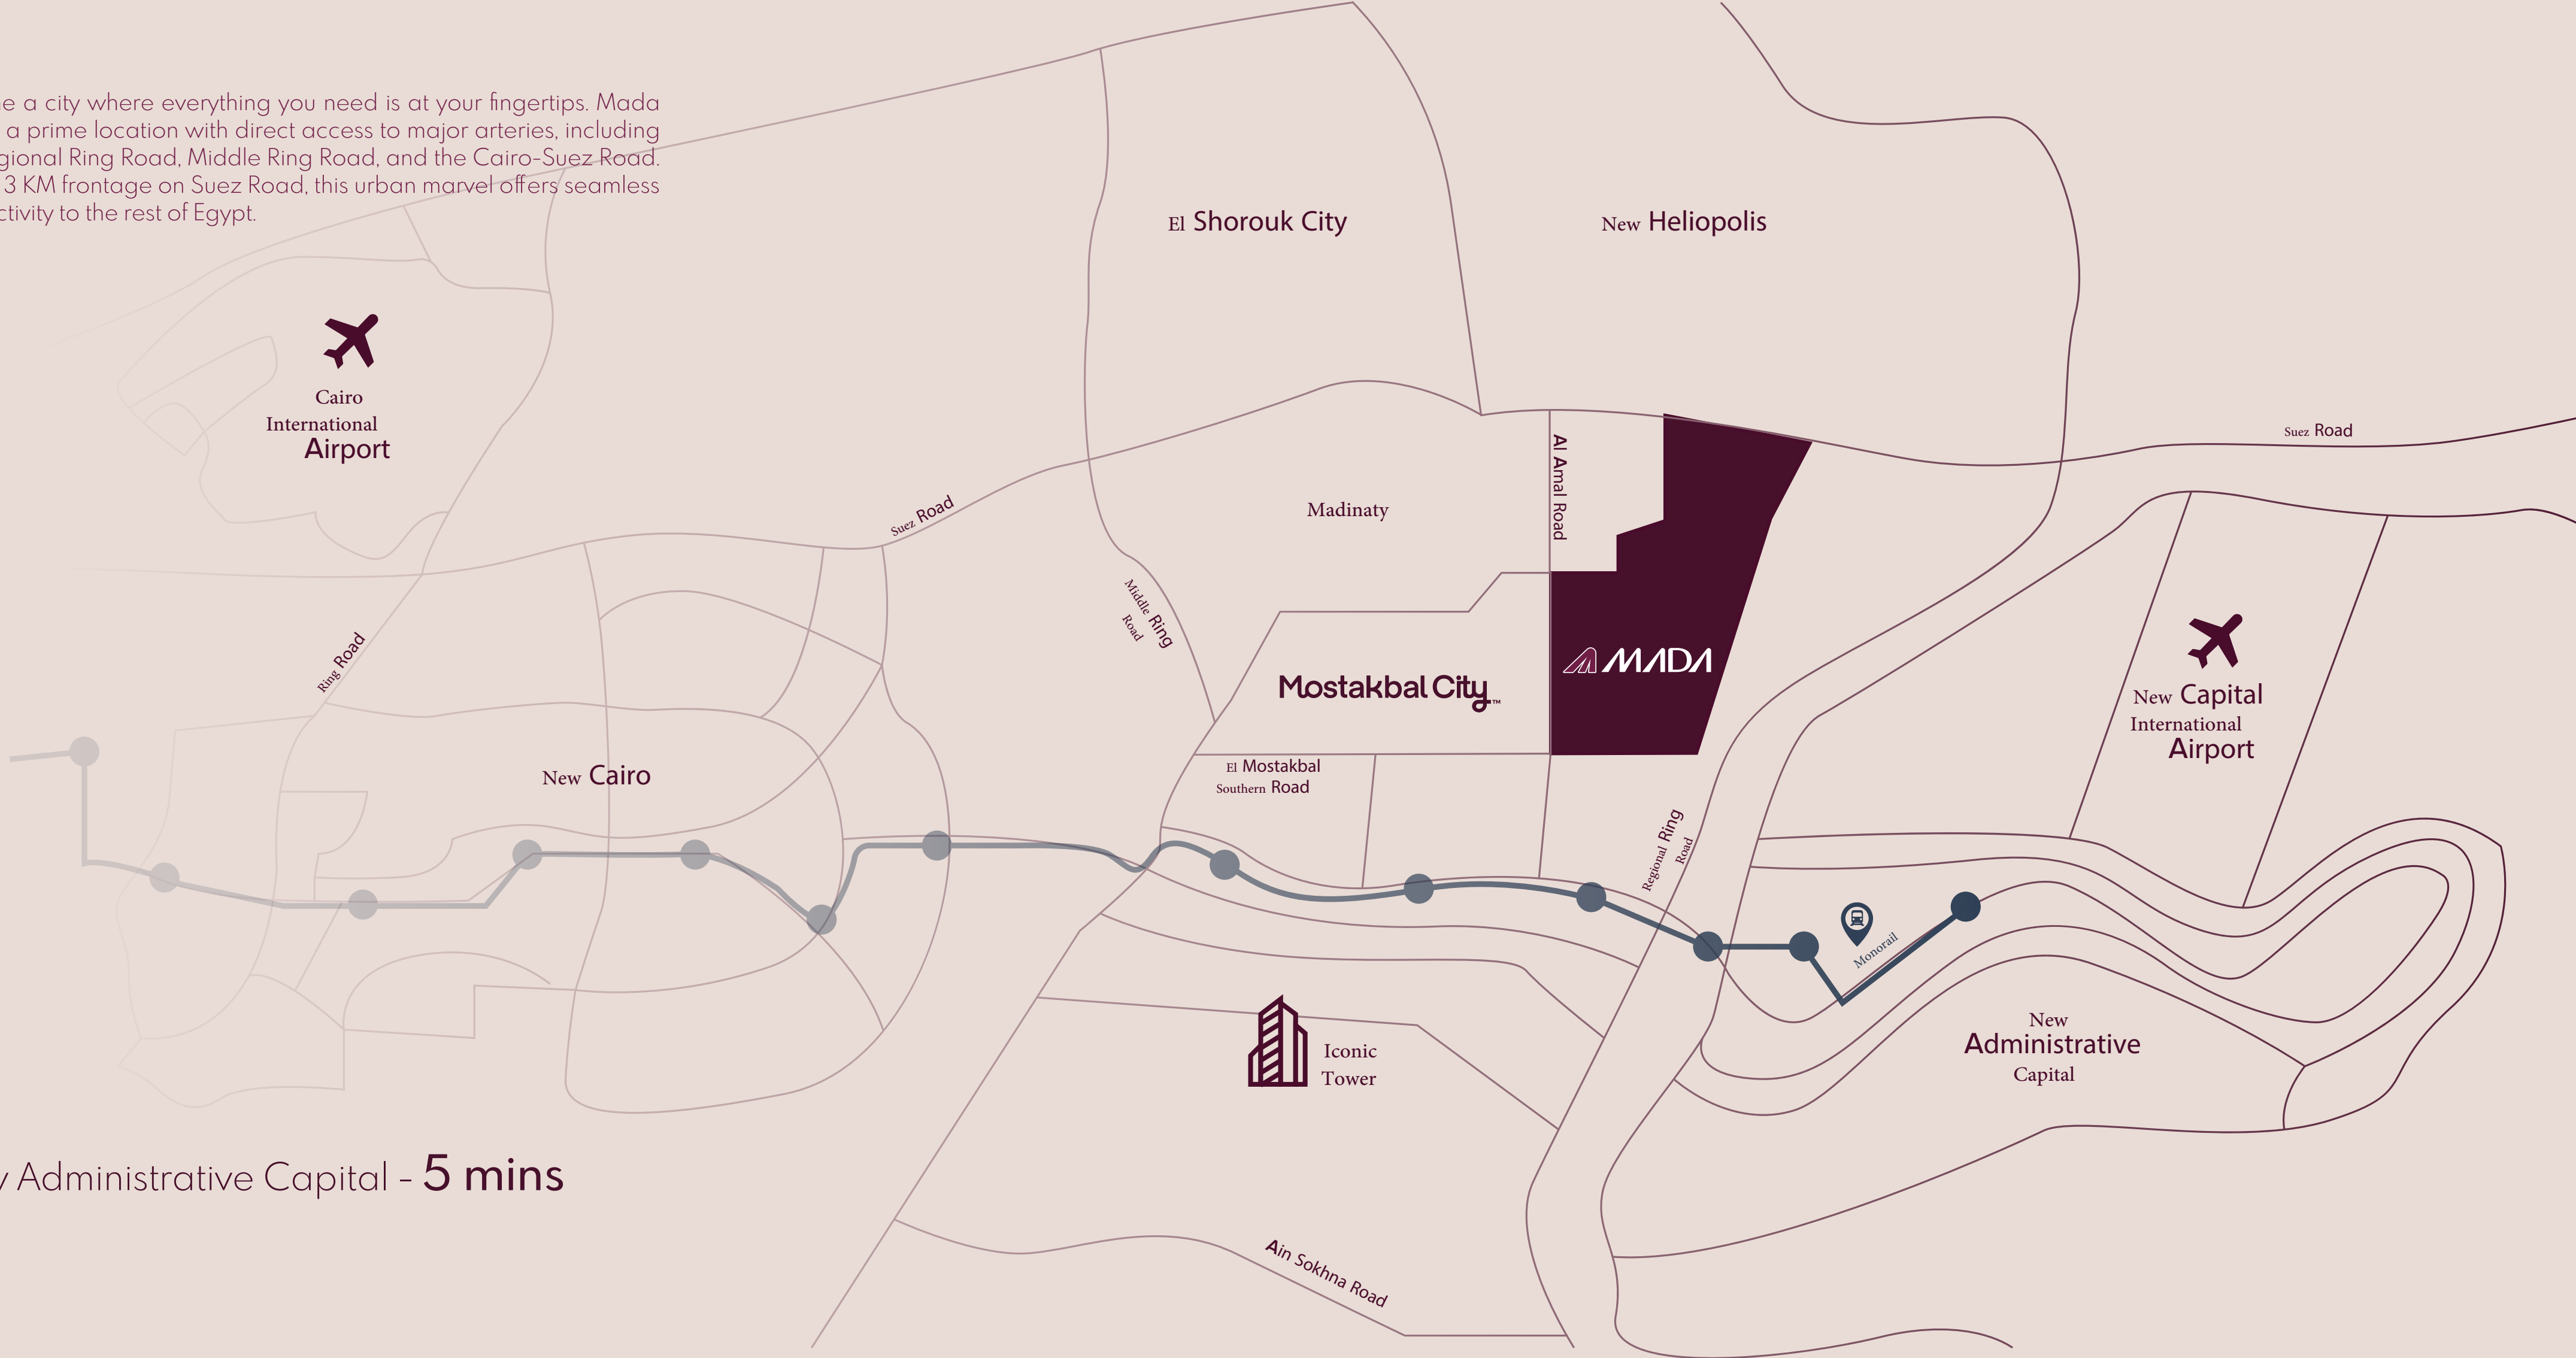 a city where everything you need is at your fingertips. Mada
a prime location with direct access to major arteries, including
Ring Road, Middle Ring Road, and the Cairo-Suez Road.
3 KM frontage on Suez Road, this urban marvel offers seamless
to the rest of Egypt.
El Shorouk City
New Heliopolis
Cairo
International
Airport
Suez Road
Suez Road
Al Amal Road
Madinaty
Middle Ring
Road
Ring Road
MADA
Mostakbal City™
New Capital
International
Airport
New Cairo
El Mostakbal
Southern Road
Regional Ring
Road
Monorail
New
Administrative
Capital
Iconic
Tower
Administrative Capital - 5 mins
Ain Sokhna Road